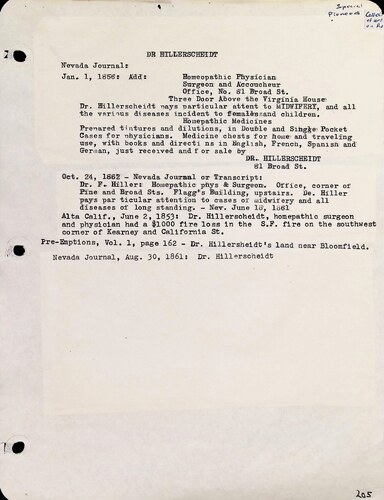 Special
Pioneers
DR HILLERSCHEIDT
Nevada Journal:
Jan. 1, 1858: Add: Homeopathic Physician
Surgeon and Accoucheur
Office, No. 81 Broad St.
Three Door Above the Virginia House
Dr. Hillerscheidt pays particular attent to MIDWIFERY, and all
the various diseases incident to females and children.
Homeopathic Medicines
Prepared tintures and dilutions, in Double and Single Pocket
Cases for physicians. Medicine chests for home and traveling
use, with books and directins in English, French, Spanish and
German, just received and for sale by
DR. HILLERSCHEIDT
81 Broad St.
Oct. 24, 1862 - Nevada Journal or Transcript:
Dr. F. Hiller: Homepathic phys & Surgeon. Office, corner of
Pine and Broad Sts. Flagg's Building, upstairs. De. Hiller
pays par ticular attention to cases of midwifery and all
diseases of long standing. - Nev. June 18, 1861
Alta Calif., June 2, 1853: Dr. Hillerscheidt, homepathic surgeon
and physician had a $1000 fire loss in the S.F. fire on the southwest
corner of Kearney and California St.
Pre-Emptions, Vol. 1, page 162 - Dr. Hillersheidt's land near Bloomfield.
Nevada Journal, Aug. 30, 1861: Dr. Hillerscheidt
205